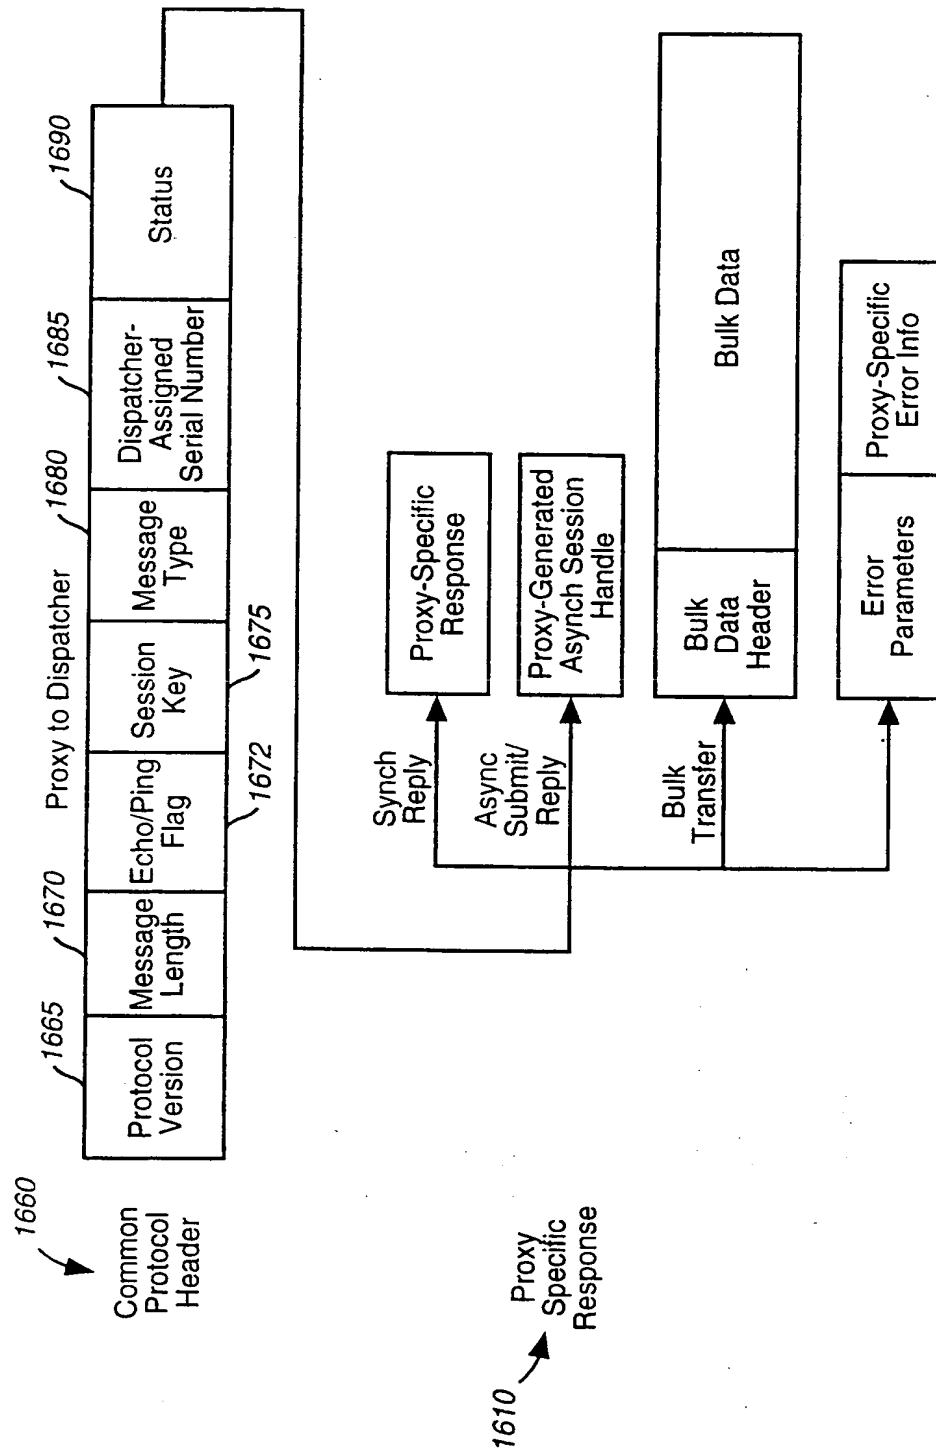 Proxy to Dispatcher
1660
Common
Protocol
Header
1665
Protocol
Version
1670
Message
Length
Echo/Ping
Flag
1672
Session
Key
1675
1680
Message
Type
1685
Dispatcher-
Assigned
Serial Number
1690
Status
1610
Proxy
Specific
Response
Synch
Reply
Proxy-Specific
Response
Async
Submit/
Reply
Proxy-Generated
Asynch Session
Handle
Bulk
Transfer
Bulk
Data
Header
Bulk Data
Error
Parameters
Proxy-Specific
Error Info